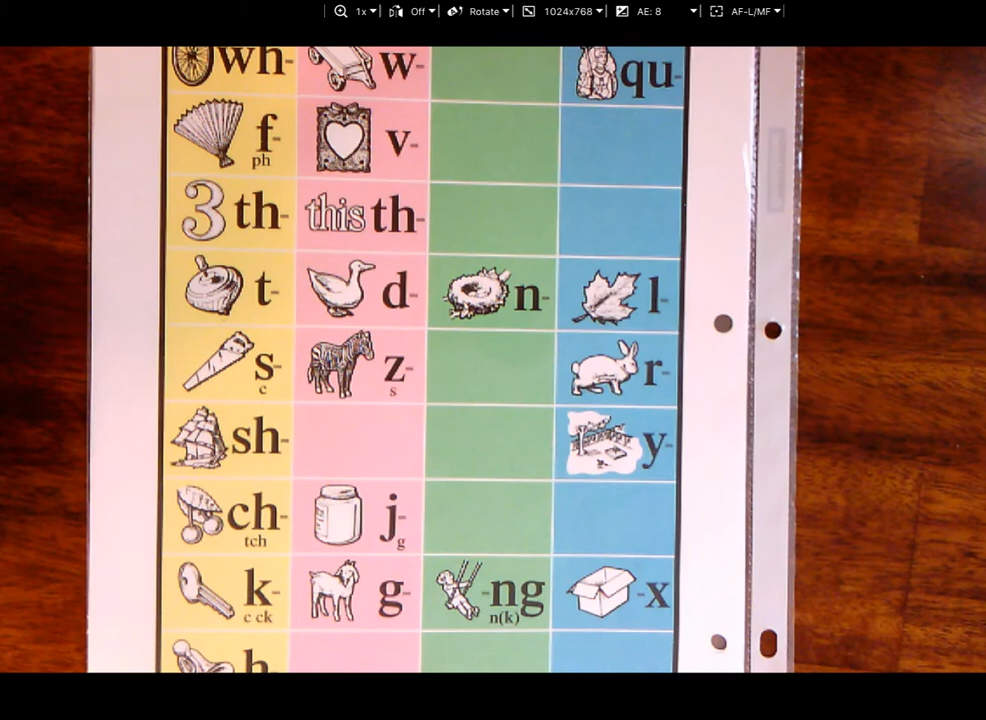 1x Off Rotate 1024x768 AE: 8 AF-L/MF
wh- w- qu-
f- v-
ph
3 th- this th-
t- d- n- l-
s- z- r-
c s
sh- y-
ch- j-
tch g
k- g- -ng -x
c ck n(k)
h-